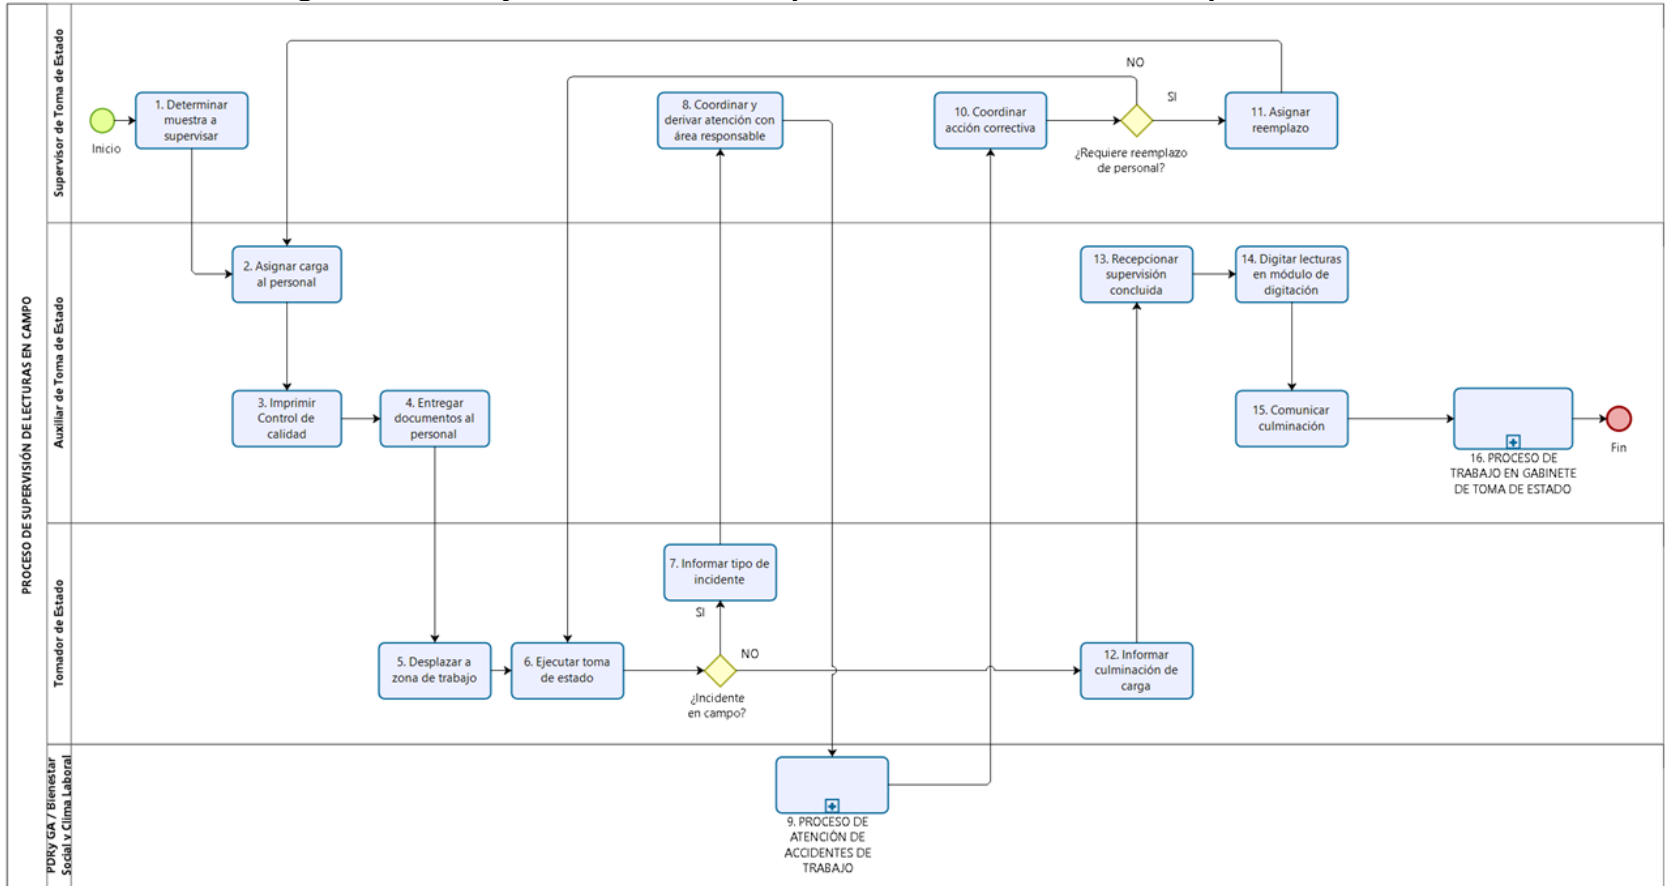 PROCESO DE SUPERVISIÓN DE LECTURAS EN CAMPO
Supervisor de Toma de Estado
Inicio
1. Determinar
muestra a
supervisar
8. Coordinar y
derivar atención con
área responsable
10. Coordinar
acción correctiva
NO
SI
¿Requiere reemplazo
de personal?
11. Asignar
reemplazo
Auxiliar de Toma de Estado
2. Asignar carga
al personal
3. Imprimir
Control de
calidad
4. Entregar
documentos al
personal
13. Recepcionar
supervisión
concluida
14. Digitar lecturas
en módulo de
digitación
15. Comunicar
culminación
16. PROCESO DE
TRABAJO EN GABINETE
DE TOMA DE ESTADO
Fin
Tomador de Estado
5. Desplazar a
zona de trabajo
6. Ejecutar toma
de estado
7. Informar tipo de
incidente
SI
NO
¿Incidente
en campo?
12. Informar
culminación de
carga
PDRy GA / Bienestar
Social y Clima Laboral
9. PROCESO DE
ATENCIÓN DE
ACCIDENTES DE
TRABAJO